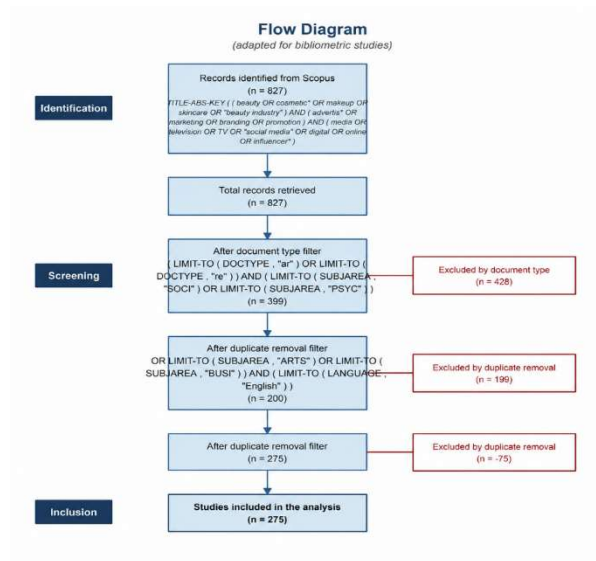 Flow Diagram
(adapted for bibliometric studies)
Identification
Records identified from Scopus
(n = 827)
TITLE-ABS-KEY ( ( beauty OR cosmetic* OR makeup OR
skincare OR "beauty industry" ) AND ( advertis* OR
marketing OR branding OR promotion ) AND ( media OR
television OR TV OR "social media" OR digital OR online
OR influencer* )
Total records retrieved
(n = 827)
Screening
After document type filter
( LIMIT-TO ( DOCTYPE , "ar" ) OR LIMIT-TO (
DOCTYPE , "re" ) ) AND ( LIMIT-TO ( SUBJAREA ,
"SOCI" ) OR LIMIT-TO ( SUBJAREA , "PSYC" ) )
(n = 399)
Excluded by document type
(n = 428)
After duplicate removal filter
OR LIMIT-TO ( SUBJAREA , "ARTS" ) OR LIMIT-TO (
SUBJAREA , "BUSI" ) ) AND ( LIMIT-TO ( LANGUAGE ,
"English" ) )
(n = 200)
Excluded by duplicate removal
(n = 199)
After duplicate removal filter
(n = 275)
Excluded by duplicate removal
(n = -75)
Inclusion
Studies included in the analysis
(n = 275)